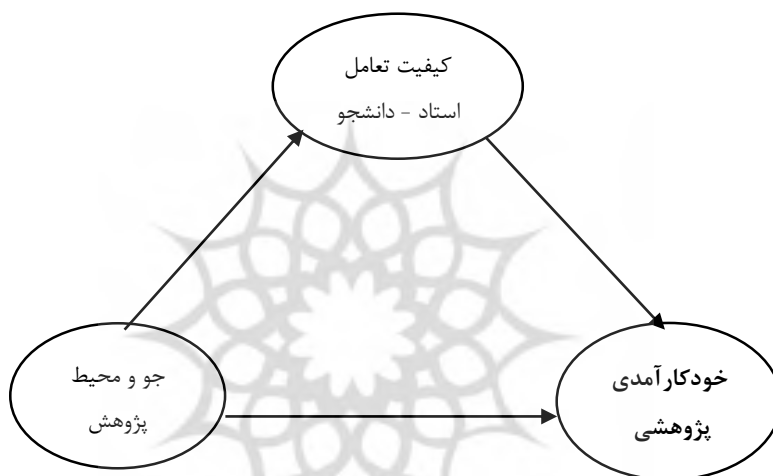 کیفیت تعامل
استاد - دانشجو
جو و محیط
پژوهش
خودکارآمدی
پژوهشی